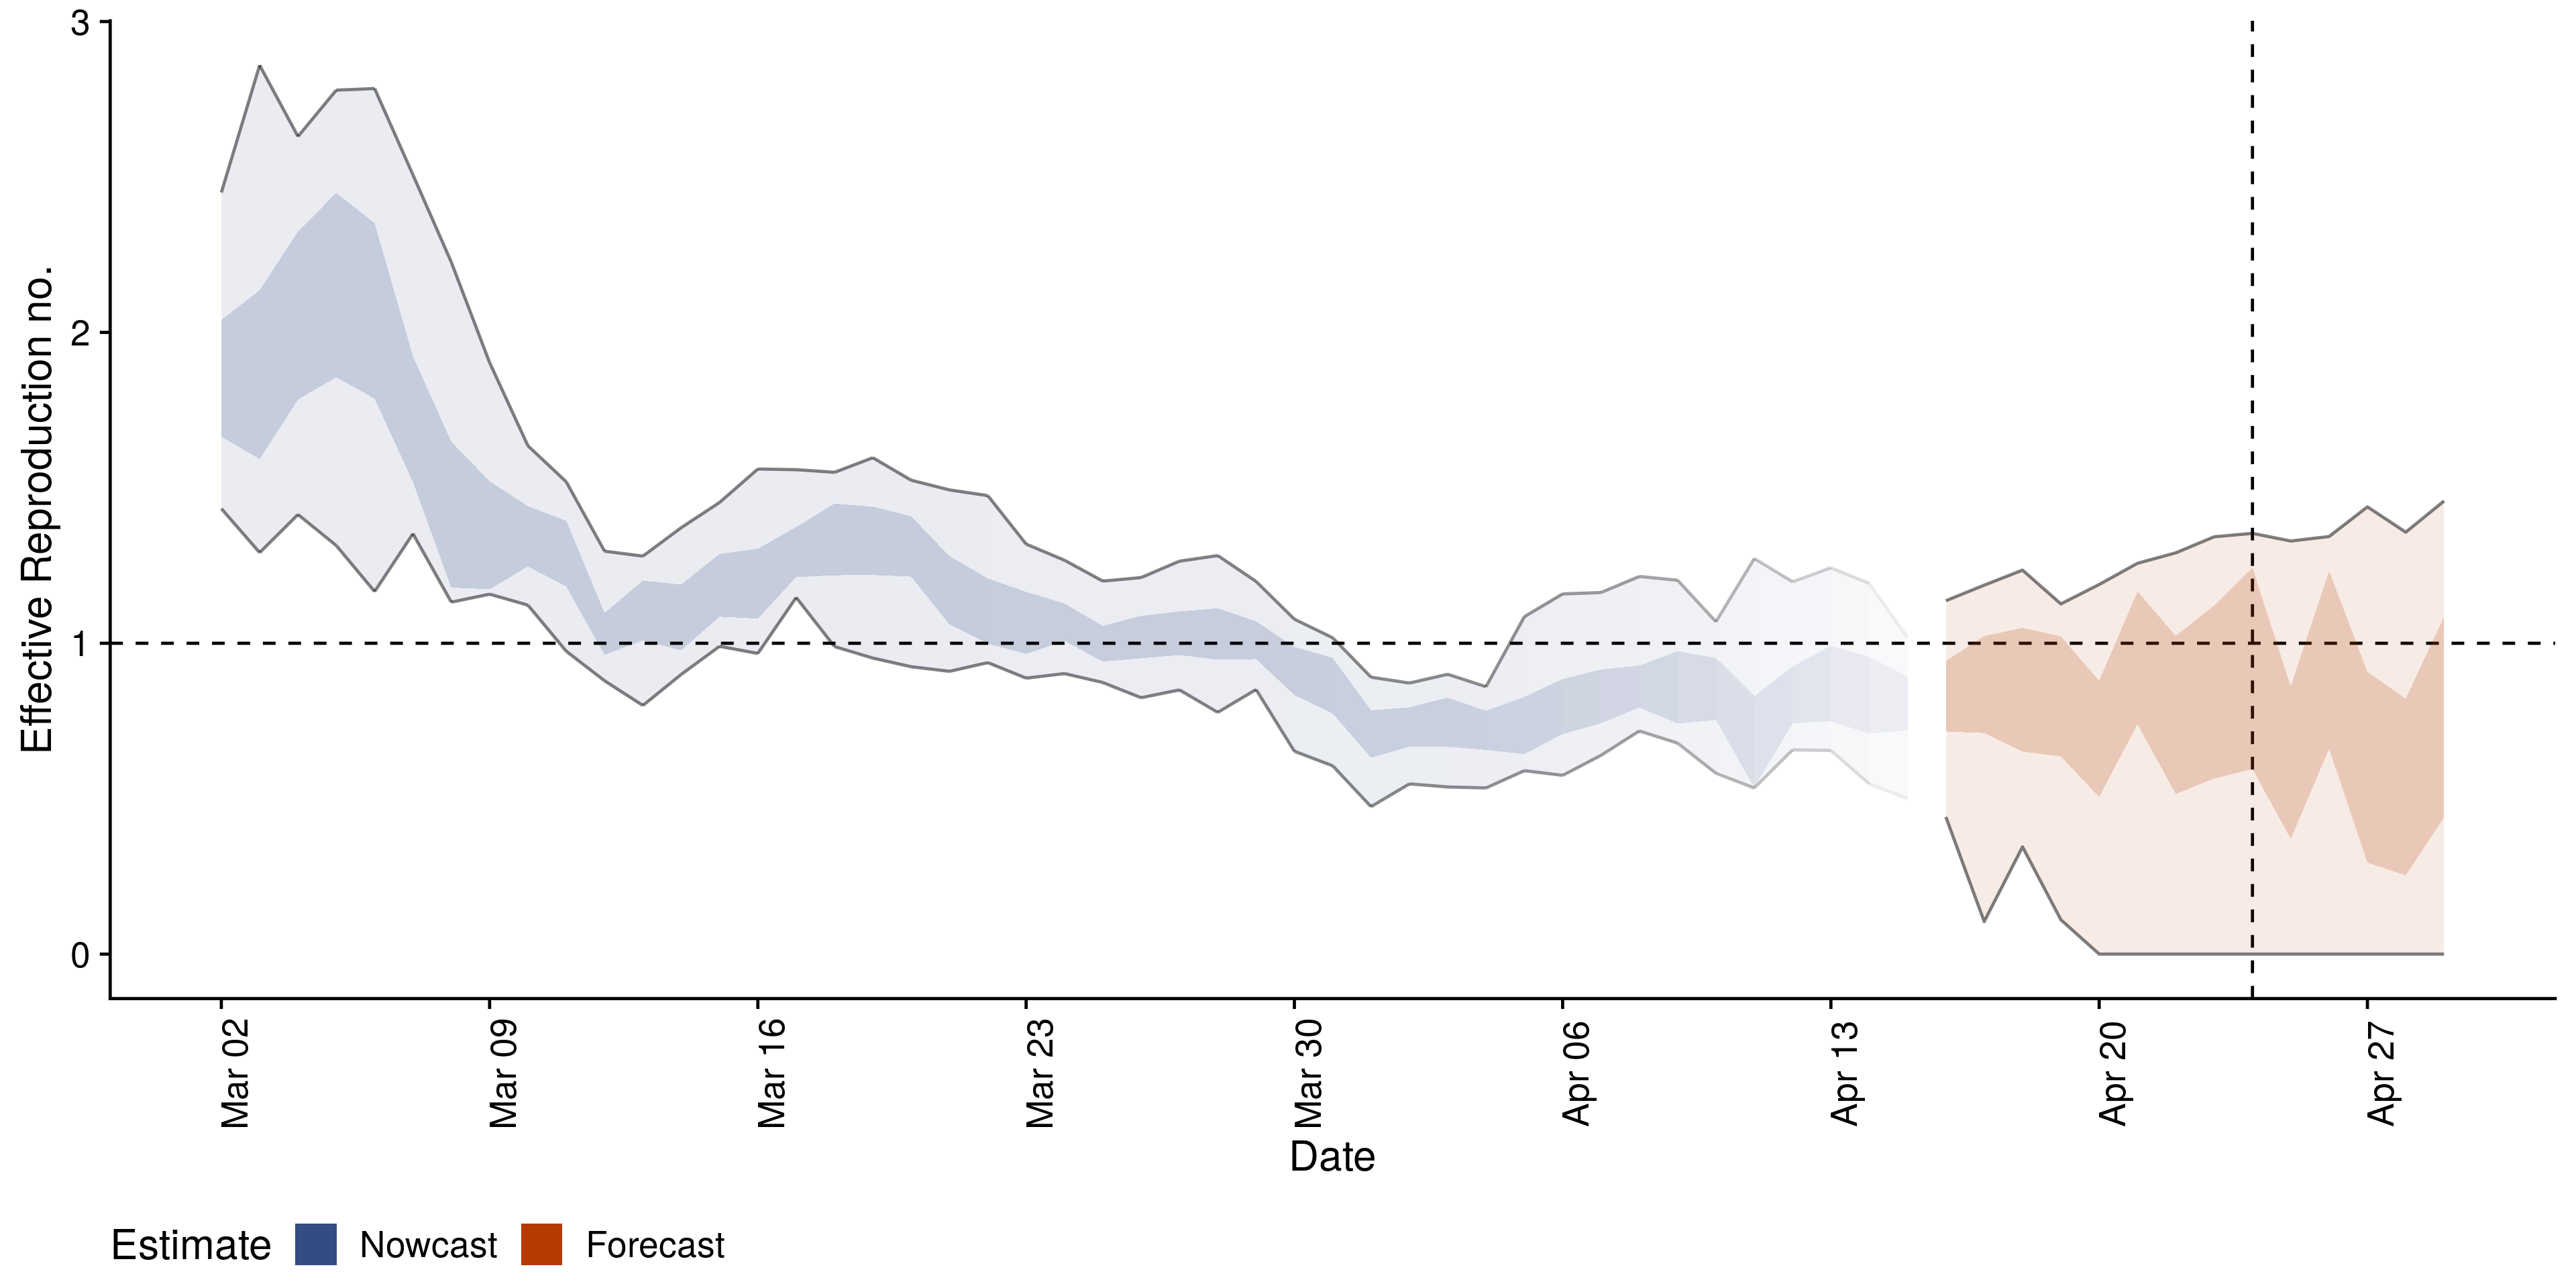 Effective Reproduction no.
3
2
1
0
Mar 02
Mar 09
Mar 16
Mar 23
Mar 30
Apr 06
Apr 13
Apr 20
Apr 27
Date
Estimate Nowcast Forecast